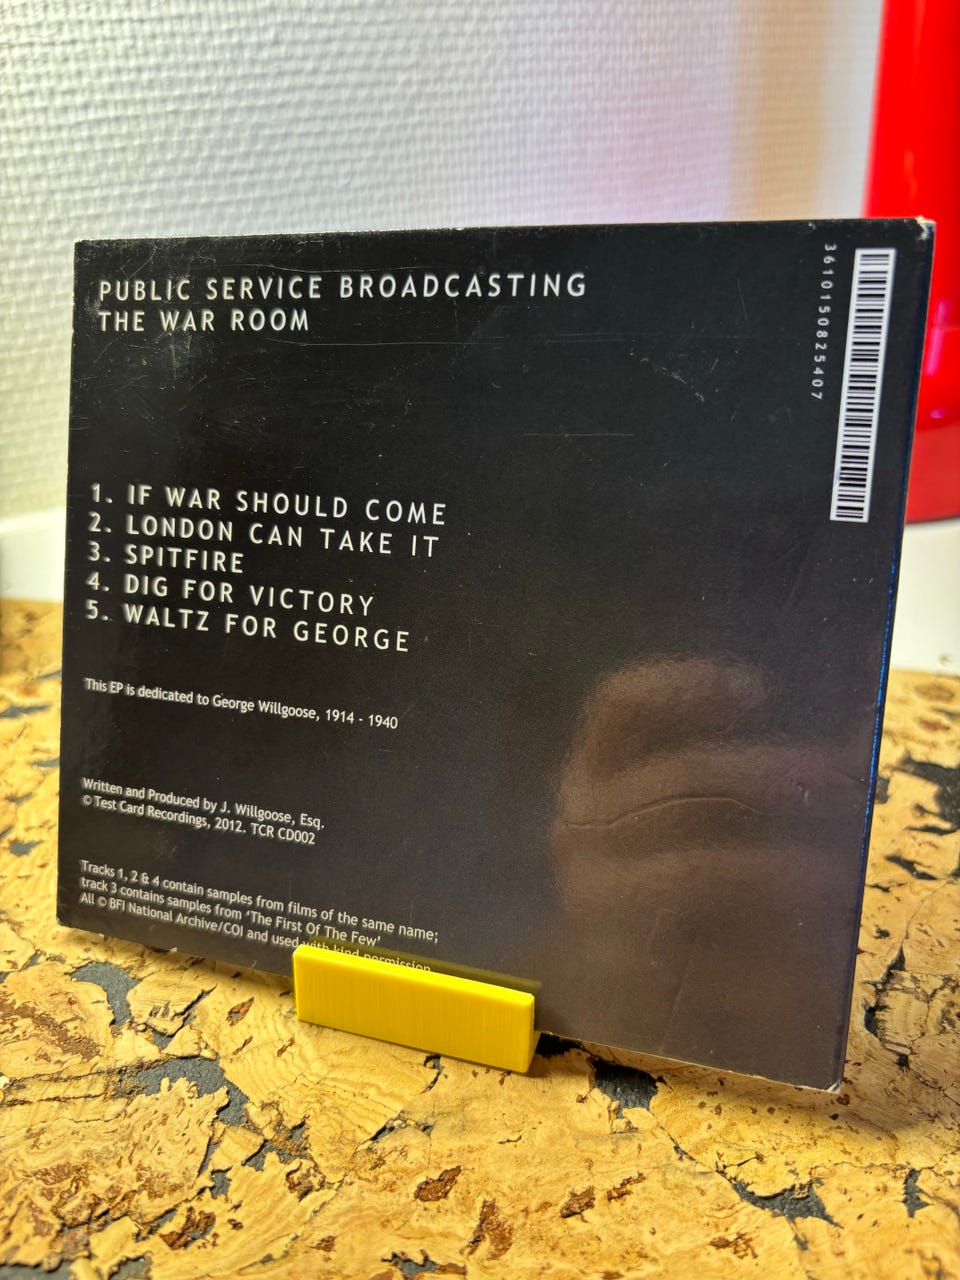 PUBLIC SERVICE BROADCASTING
THE WAR ROOM
3610150825407
1. IF WAR SHOULD COME
2. LONDON CAN TAKE IT
3. SPITFIRE
4. DIG FOR VICTORY
5. WALTZ FOR GEORGE
This EP is dedicated to George Willgoose, 1914 - 1940
Written and Produced by J. Willgoose, Esq.
© Test Card Recordings, 2012. TCR CD002
Tracks 1, 2 & 4 contain samples from films of the same name;
track 3 contains samples from 'The First Of The Few'
All © BFI National Archive/COI and used with kind permission